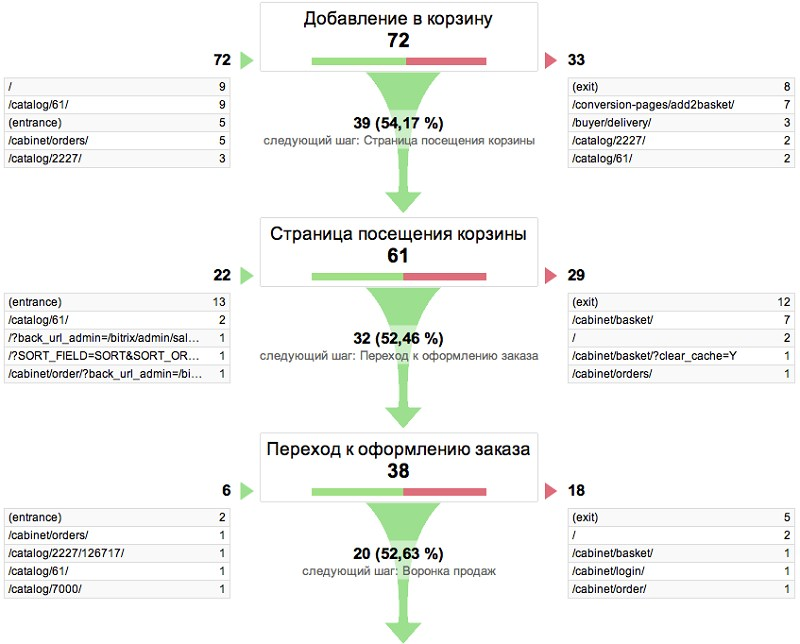 Добавление в корзину
72
72
33
/ 9
/catalog/61/ 9
(entrance) 5
/cabinet/orders/ 5
/catalog/2227/ 3
(exit) 8
/conversion-pages/add2basket/ 7
/buyer/delivery/ 3
/catalog/2227/ 2
/catalog/61/ 2
39 (54,17 %)
следующий шаг: Страница посещения корзины
Страница посещения корзины
61
22
29
(entrance) 13
/catalog/61/ 2
/?back_url_admin=/bitrix/admin/sal... 1
/?SORT_FIELD=SORT&SORT_OR... 1
/cabinet/order/?back_url_admin=/bi... 1
(exit) 12
/cabinet/basket/ 7
/ 2
/cabinet/basket/?clear_cache=Y 1
/cabinet/orders/ 1
32 (52,46 %)
следующий шаг: Переход к оформлению заказа
Переход к оформлению заказа
38
6
18
(entrance) 2
/cabinet/orders/ 1
/catalog/2227/126717/ 1
/catalog/61/ 1
/catalog/7000/ 1
(exit) 5
/ 2
/cabinet/basket/ 1
/cabinet/login/ 1
/cabinet/order/ 1
20 (52,63 %)
следующий шаг: Воронка продаж